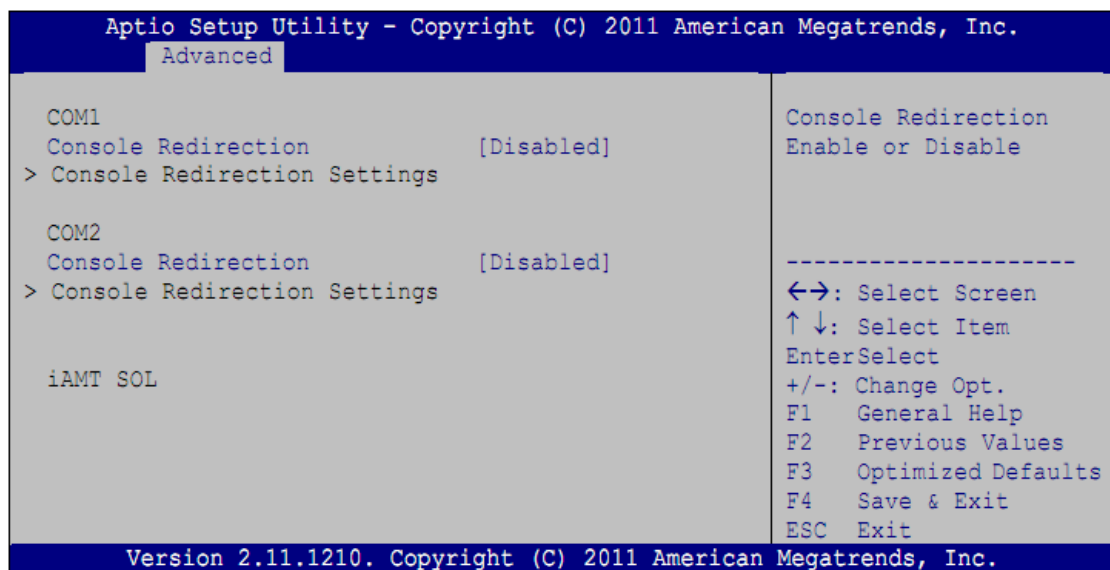 Aptio Setup Utility – Copyright (C) 2011 American Megatrends, Inc.
Advanced
COM1
Console Redirection [Disabled]
> Console Redirection Settings
COM2
Console Redirection [Disabled]
> Console Redirection Settings
iAMT SOL
Console Redirection
Enable or Disable
---------------------
←→: Select Screen
↑ ↓: Select Item
EnterSelect
+/-: Change Opt.
F1 General Help
F2 Previous Values
F3 Optimized Defaults
F4 Save & Exit
ESC Exit
Version 2.11.1210. Copyright (C) 2011 American Megatrends, Inc.